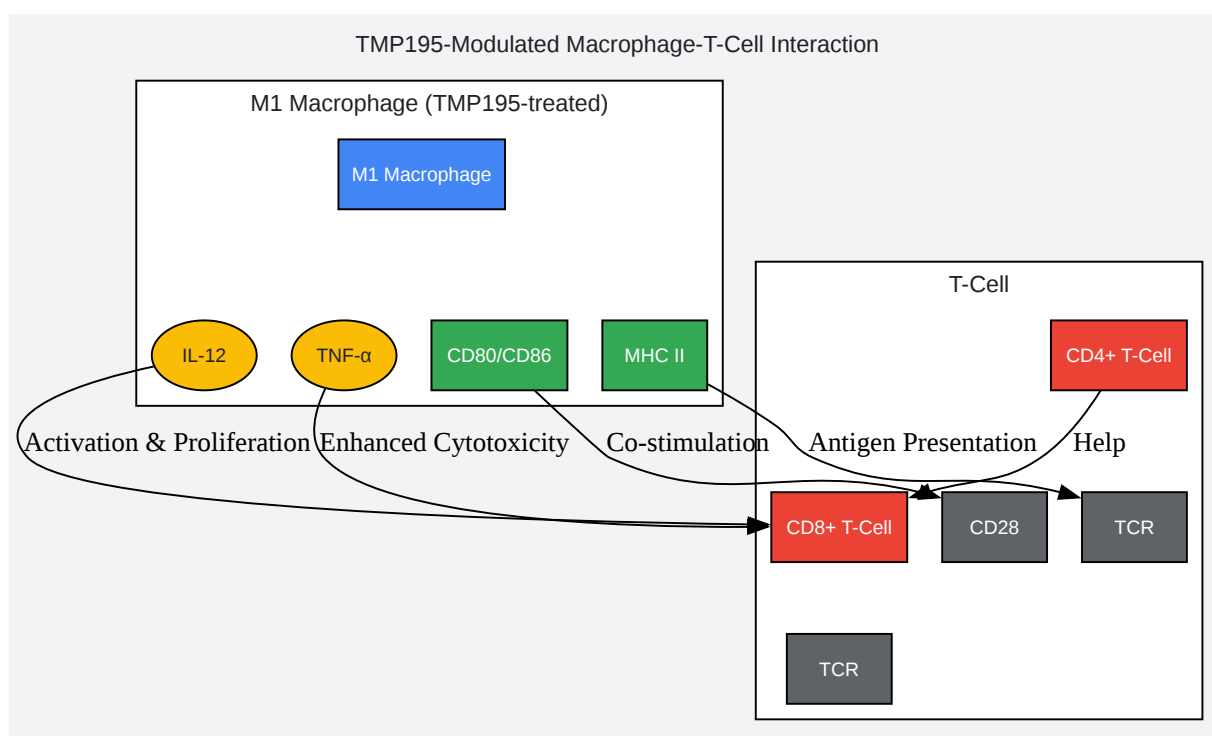 TMP195-Modulated Macrophage-T-Cell Interaction
M1 Macrophage (TMP195-treated)
M1 Macrophage
T-Cell
IL-12
TNF-α
CD80/CD86
MHC II
CD4+ T-Cell
Activation & Proliferation
Enhanced Cytotoxicity
Co-stimulation
Antigen Presentation
Help
CD8+ T-Cell
CD28
TCR
TCR